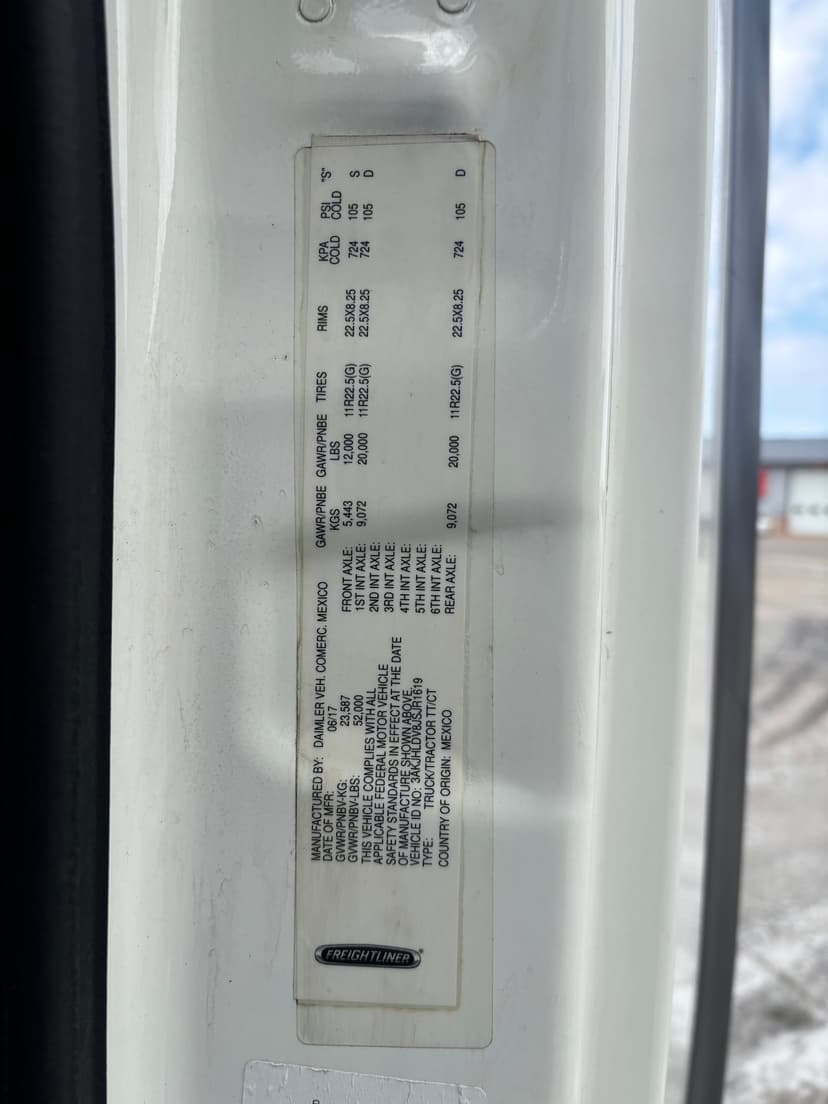 FREIGHTLINER
MANUFACTURED BY: DAIMLER VEH. COMERC. MEXICO
DATE OF MFR: 06/17
GVWR/PNBV-KG: 23,587
GVWR/PNBV-LBS: 52,000
THIS VEHICLE COMPLIES WITH ALL
APPLICABLE FEDERAL MOTOR VEHICLE
SAFETY STANDARDS IN EFFECT AT THE DATE
OF MANUFACTURE SHOWN ABOVE.
VEHICLE ID NO: 3AKJHLDV8JSJR1619
TYPE: TRUCK/TRACTOR TT/CT
COUNTRY OF ORIGIN: MEXICO
GAWR/PNBE GAWR/PNBE TIRES RIMS KPA PSI "S"
KGS LBS COLD COLD
FRONT AXLE: 5,443 12,000 11R22.5(G) 22.5X8.25 724 105 S
1ST INT AXLE: 9,072 20,000 11R22.5(G) 22.5X8.25 724 105 D
2ND INT AXLE:
3RD INT AXLE:
4TH INT AXLE:
5TH INT AXLE:
6TH INT AXLE:
REAR AXLE: 9,072 20,000 11R22.5(G) 22.5X8.25 724 105 D